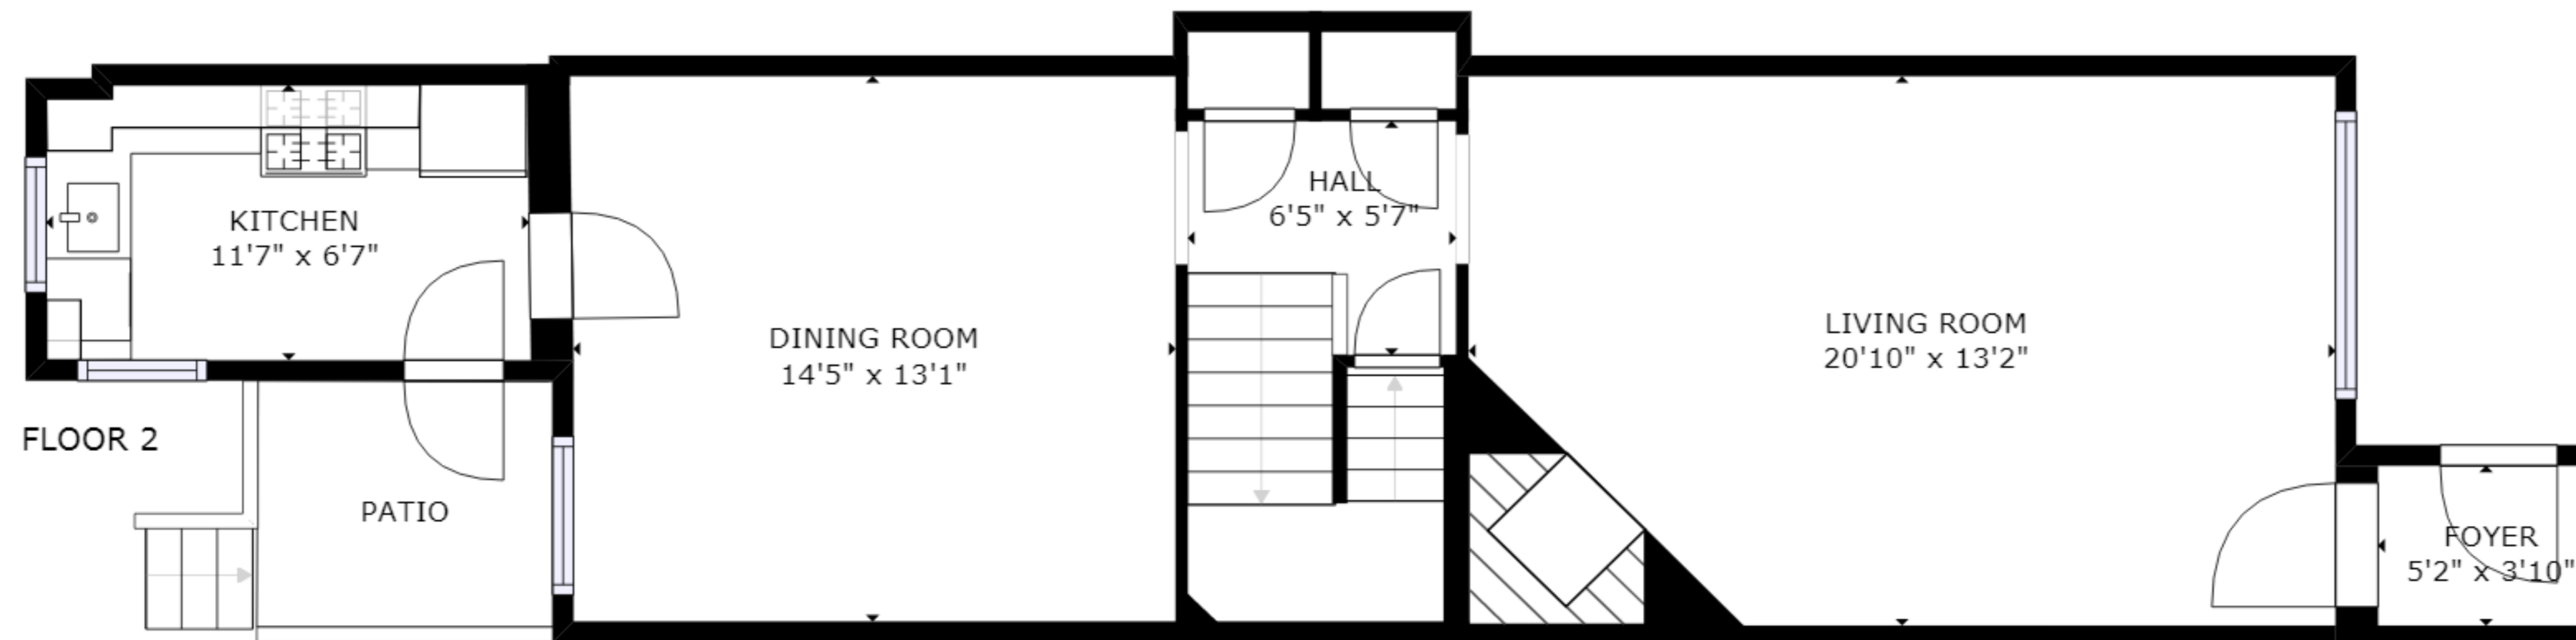 KITCHEN
11'7" x 6'7"
DINING ROOM
14'5" x 13'1"
HALL
6'5" x 5'7"
LIVING ROOM
20'10" x 13'2"
FLOOR 2
PATIO
FOYER
5'2" x 3'10"